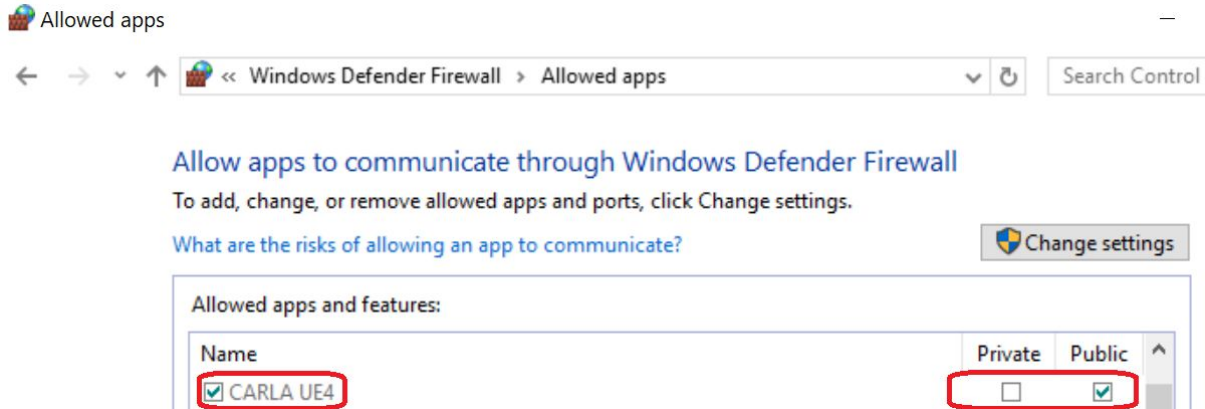 Allowed apps
« Windows Defender Firewall > Allowed apps
Search Control
Allow apps to communicate through Windows Defender Firewall
To add, change, or remove allowed apps and ports, click Change settings.
What are the risks of allowing an app to communicate?
Change settings
Allowed apps and features:
Name Private Public
CARLA UE4